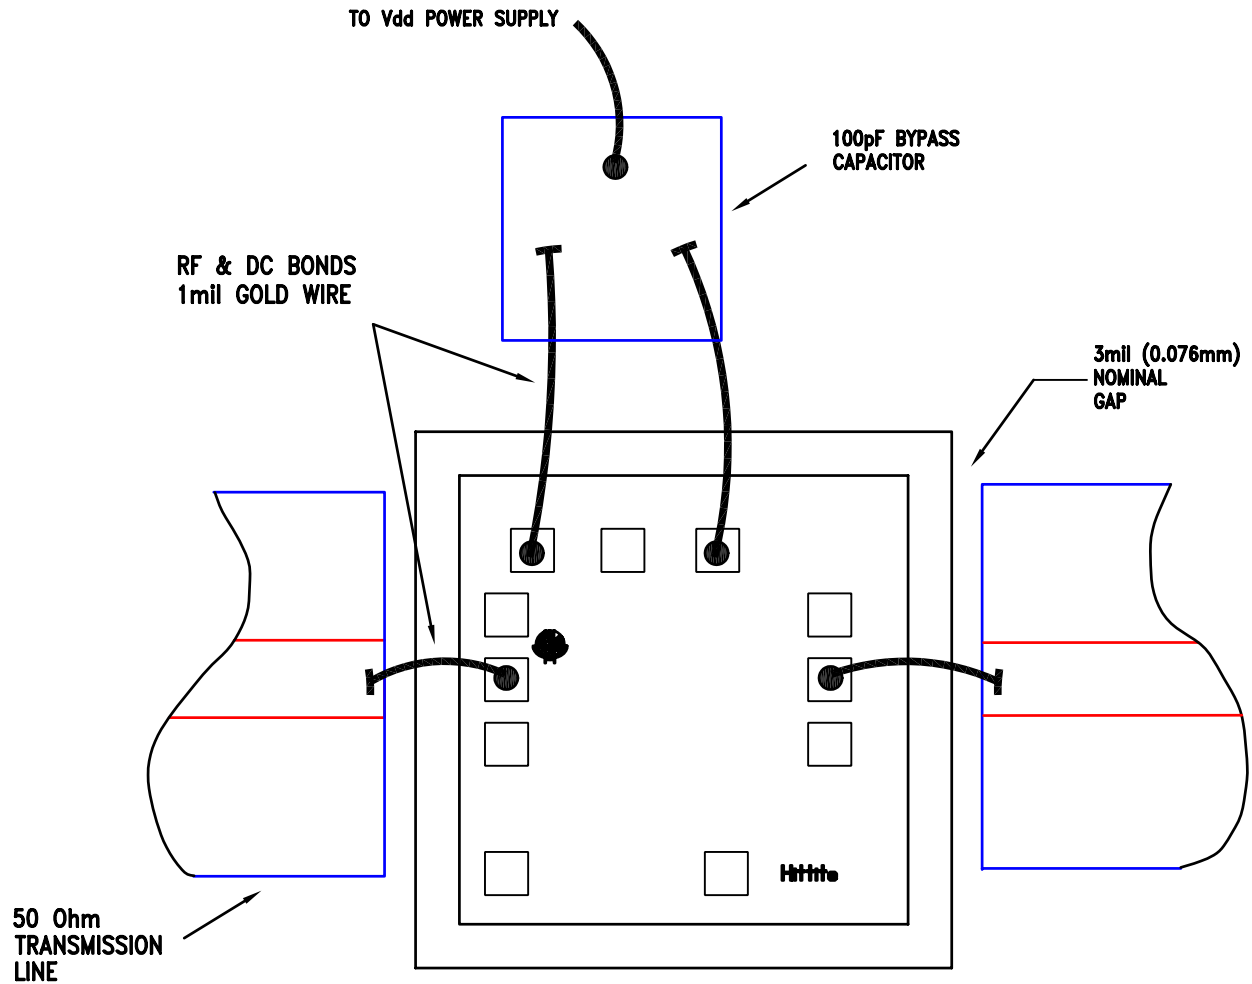 TO Vdd POWER SUPPLY
100pF BYPASS
CAPACITOR
RF & DC BONDS
1mil GOLD WIRE
3mil (0.076mm)
NOMINAL
GAP
Hittite
50 Ohm
TRANSMISSION
LINE